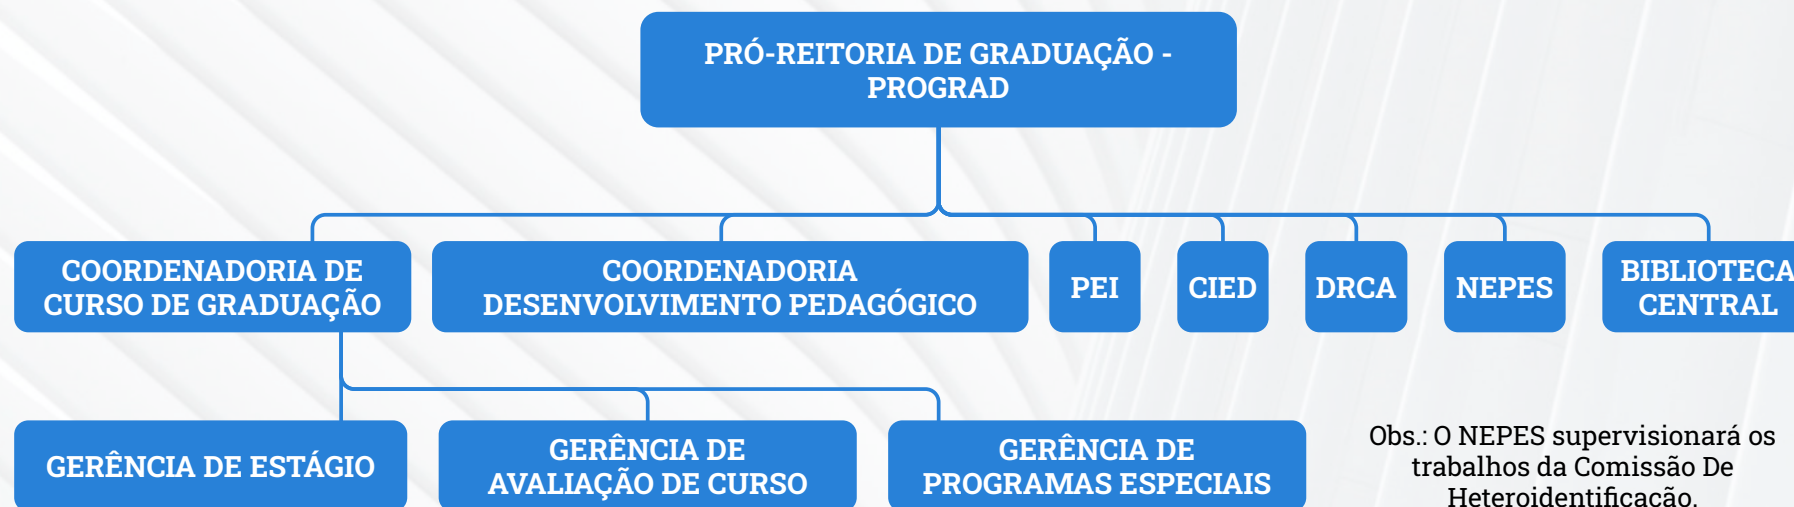 PRÓ-REITORIA DE GRADUAÇÃO -
PROGRAD
COORDENADORIA DE
CURSO DE GRADUAÇÃO
COORDENADORIA
DESENVOLVIMENTO PEDAGÓGICO
PEI
CIED
DRCA
NEPES
BIBLIOTECA
CENTRAL
GERÊNCIA DE ESTÁGIO
GERÊNCIA DE
AVALIAÇÃO DE CURSO
GERÊNCIA DE
PROGRAMAS ESPECIAIS
Obs.: O NEPES supervisionará os
trabalhos da Comissão De
Heteroidentificação.